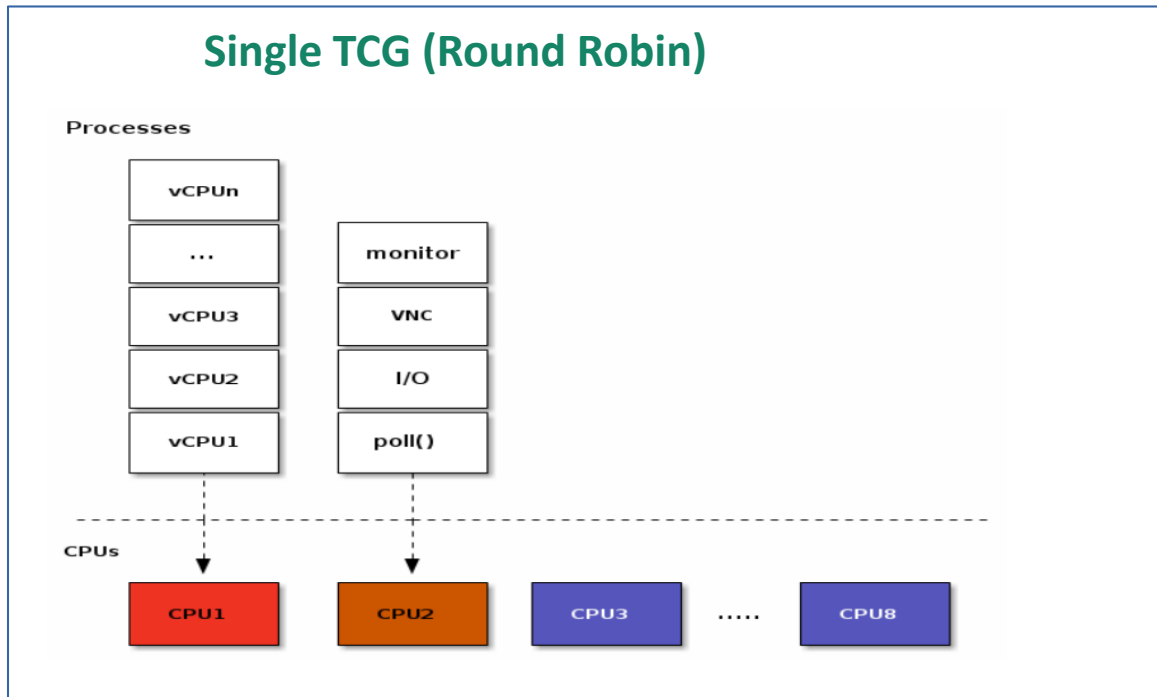 Single TCG (Round Robin)
Processes
vCPUn
...
monitor
vCPU3
VNC
vCPU2
I/O
vCPU1
poll()
CPUs
CPU1
CPU2
CPU3
.....
CPU8